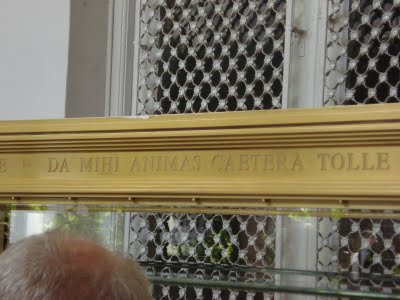 E = DA MIHI ANIMAS CAETERA TOLLE